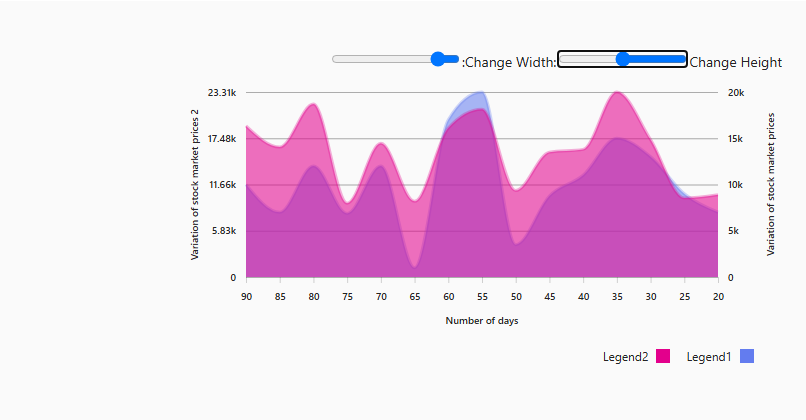 :Change Width: Change Height
Variation of stock market prices 2
23.31k
17.48k
11.66k
5.83k
0
20k
15k
10k
5k
0
Variation of stock market prices
90 85 80 75 70 65 60 55 50 45 40 35 30 25 20
Number of days
Legend2 Legend1